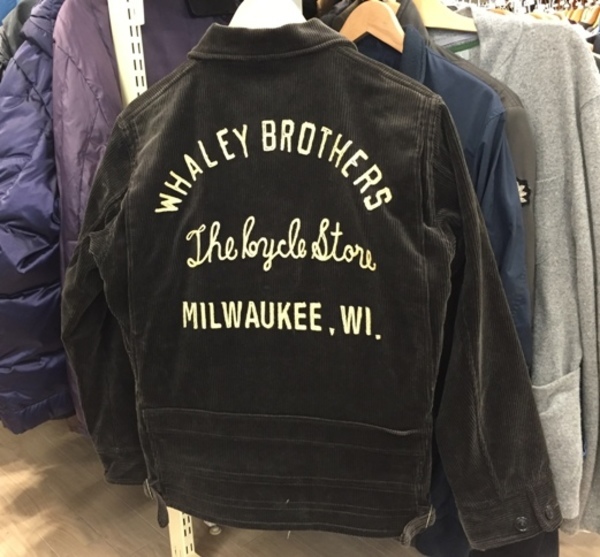 WHALEY BROTHERS
The Cycle Store
MILWAUKEE, WI.